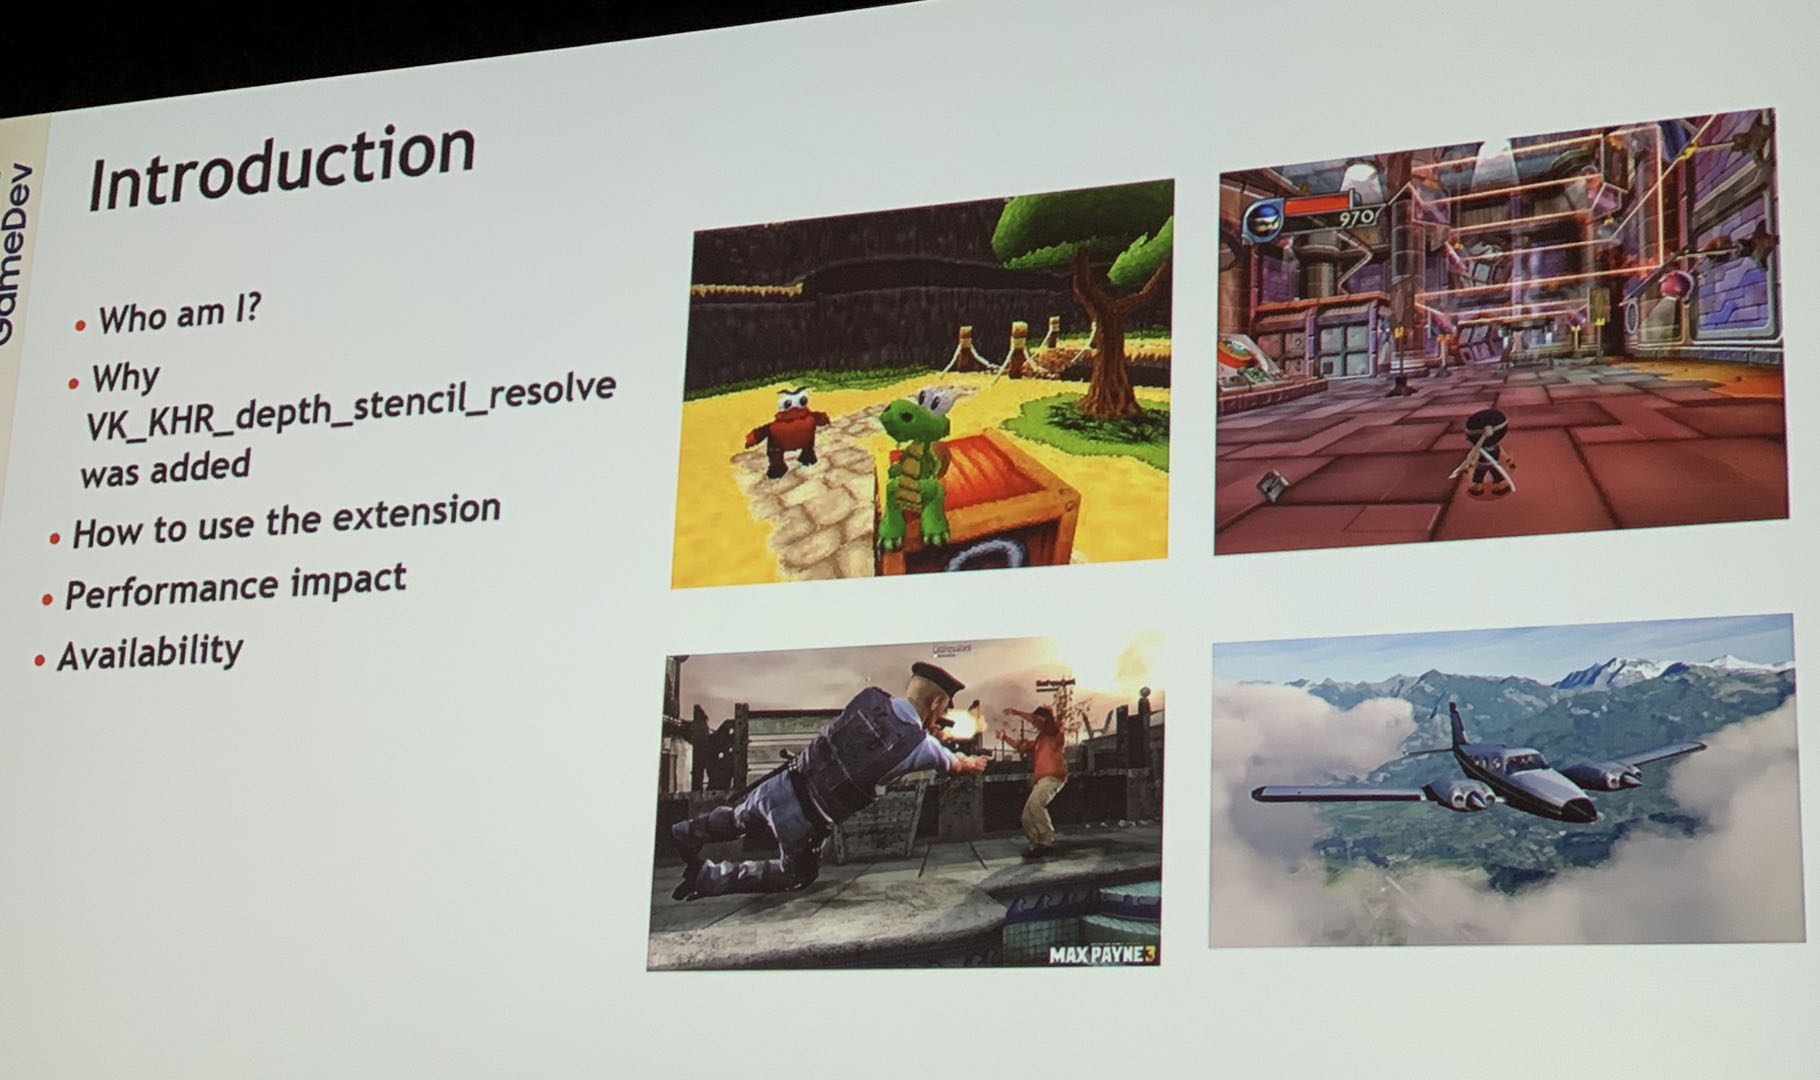 GameDev
Introduction
• Who am I?
• Why
VK_KHR_depth_stencil_resolve
was added
• How to use the extension
• Performance impact
• Availability
970
MAX PAYNE 3